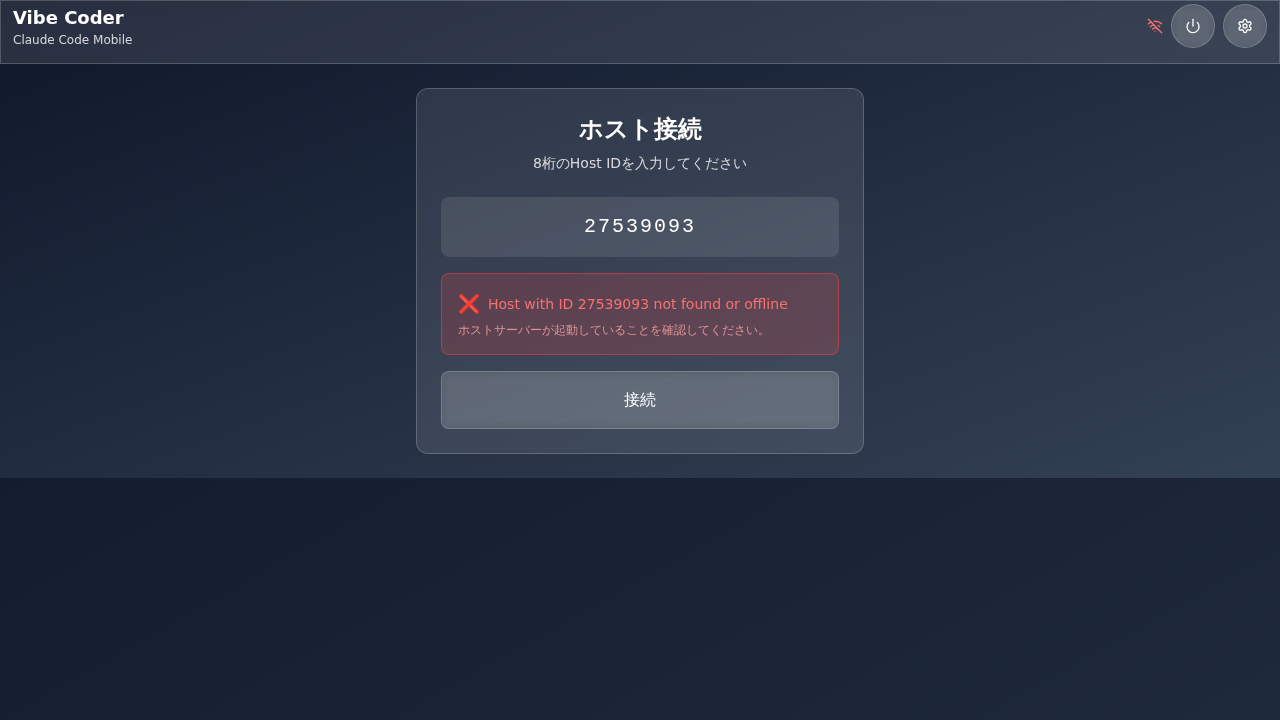 Vibe Coder
Claude Code Mobile
ホスト接続
8桁のHost IDを入力してください
27539093
❌ Host with ID 27539093 not found or offline
ホストサーバーが起動していることを確認してください。
接続